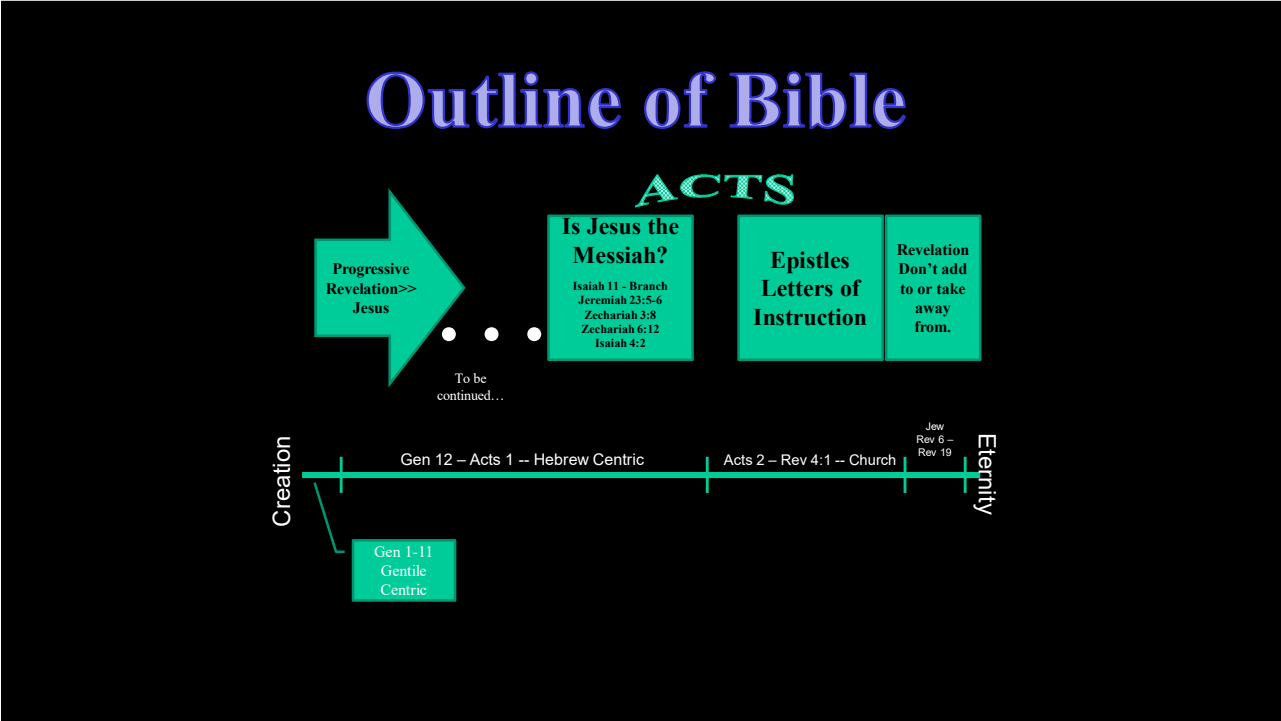 Outline of Bible
ACTS
Progressive
Revelation>>
Jesus
To be
continued…
Is Jesus the
Messiah?
Isaiah 11 - Branch
Jeremiah 23:5-6
Zechariah 3:8
Zechariah 6:12
Isaiah 4:2
Epistles
Letters of
Instruction
Revelation
Don’t add
to or take
away
from.
Creation
Gen 12 – Acts 1 -- Hebrew Centric
Acts 2 – Rev 4:1 -- Church
Jew
Rev 6 –
Rev 19
Eternity
Gen 1-11
Gentile
Centric